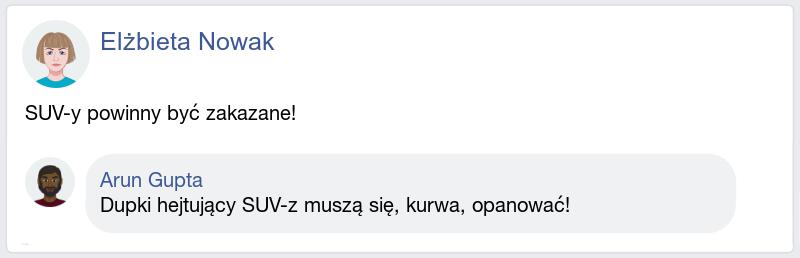 Elżbieta Nowak
SUV-y powinny być zakazane!
Arun Gupta
Dupki hejtujący SUV-z muszą się, kurwa, opanować!